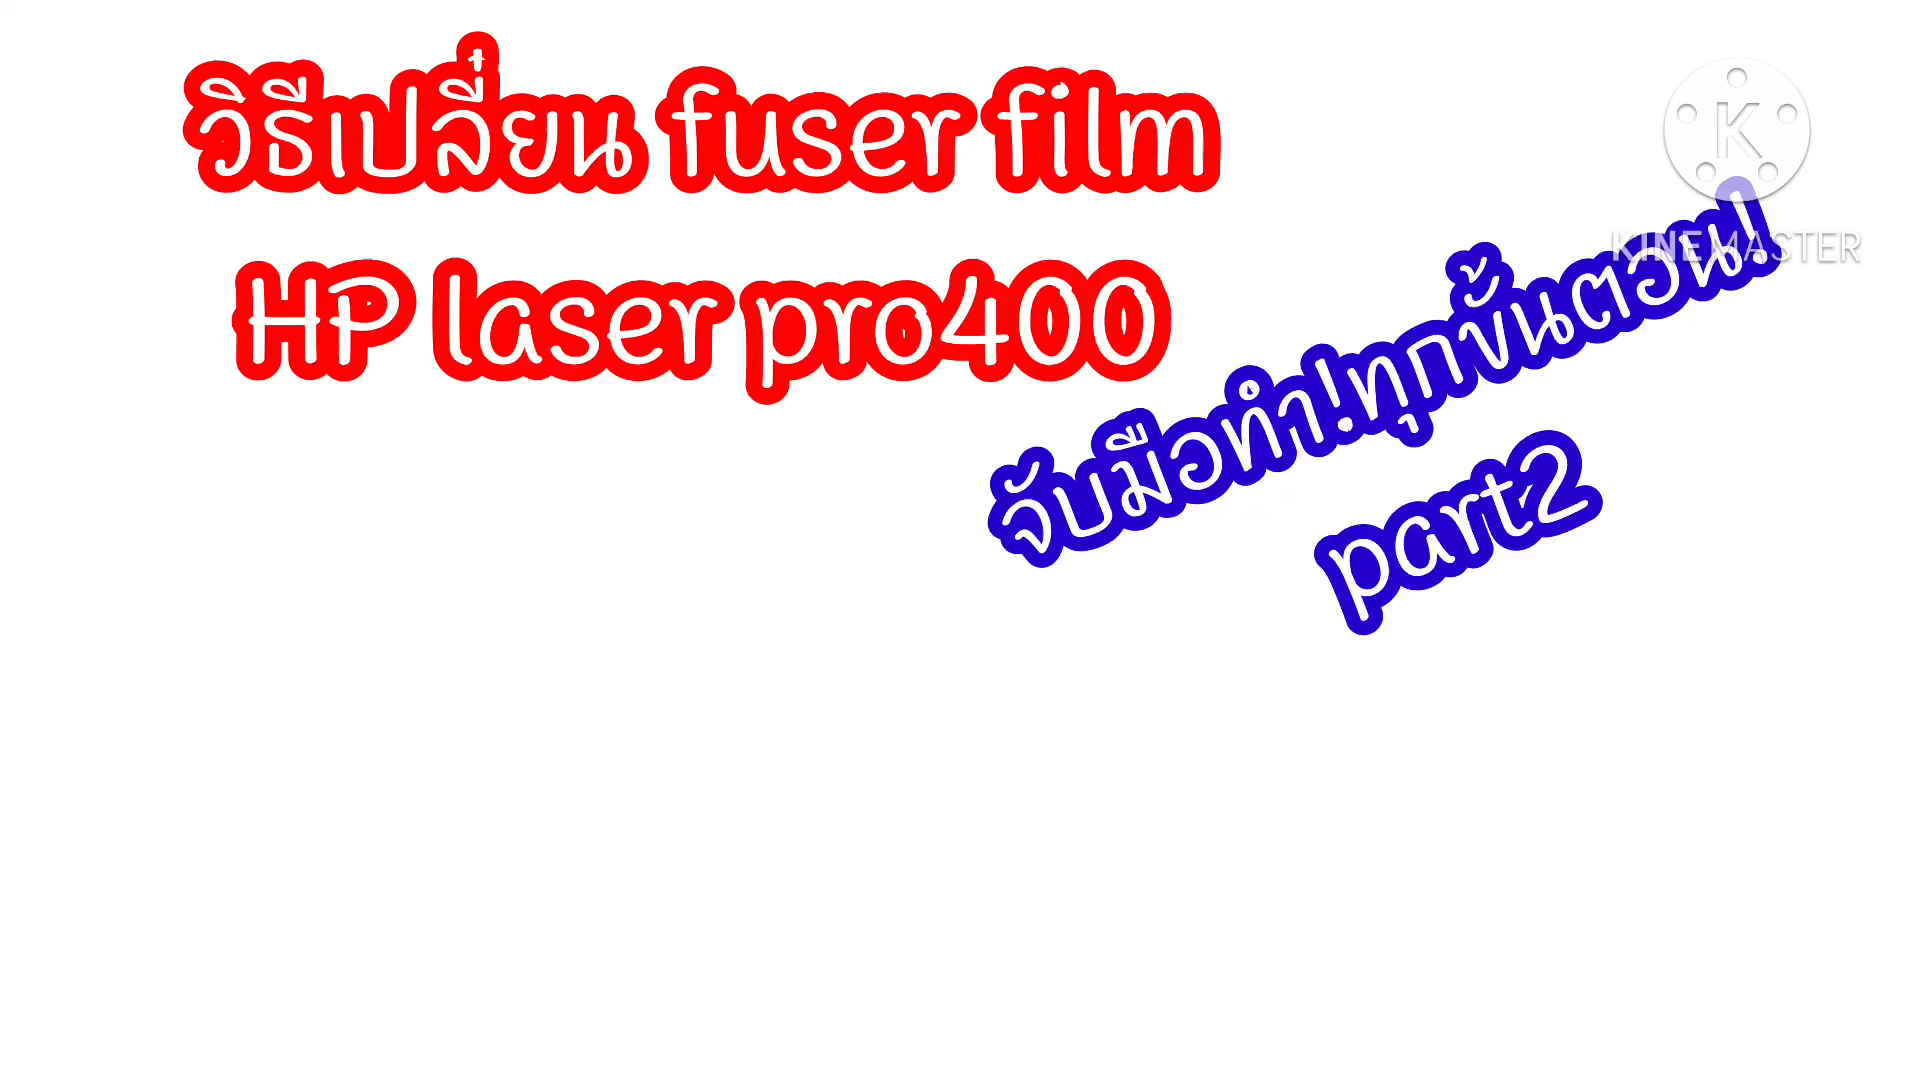 วิธีเปลี่ยน fuser film
HP laser pro400
จับมือทำ!ทุกขั้นตอน!
part2
K
KINEMASTER